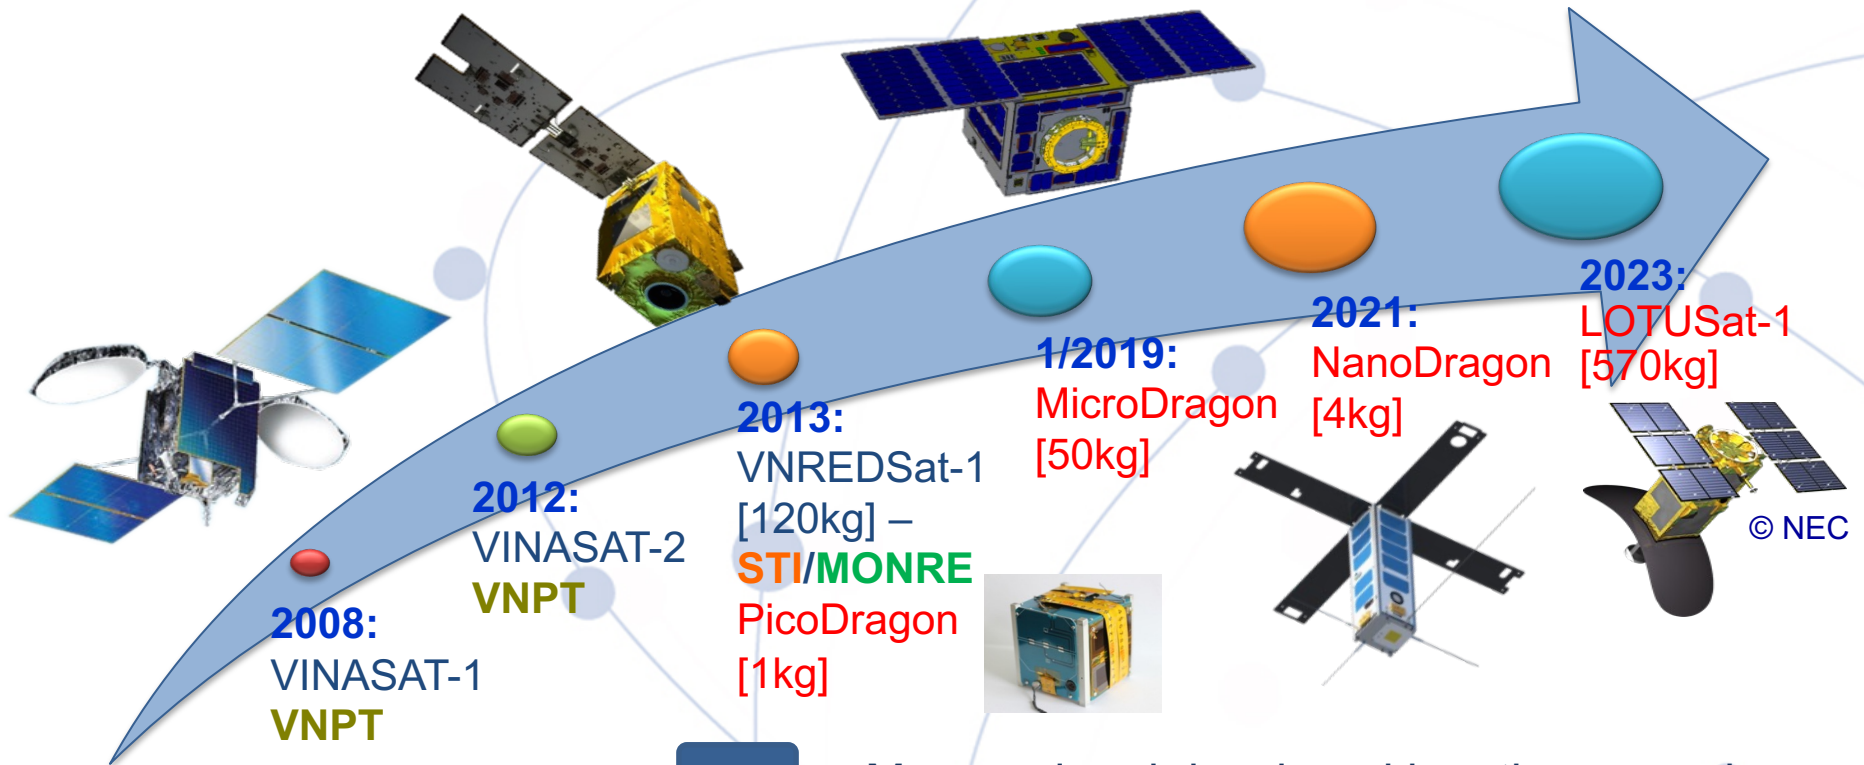 2008:
VINASAT-1
VNPT
2012:
VINASAT-2
VNPT
2013:
VNREDSat-1
[120kg] –
STI/MONRE
PicoDragon
[1kg]
1/2019:
MicroDragon
[50kg]
2021:
NanoDragon
[4kg]
2023:
LOTUSat-1
[570kg]
© NEC